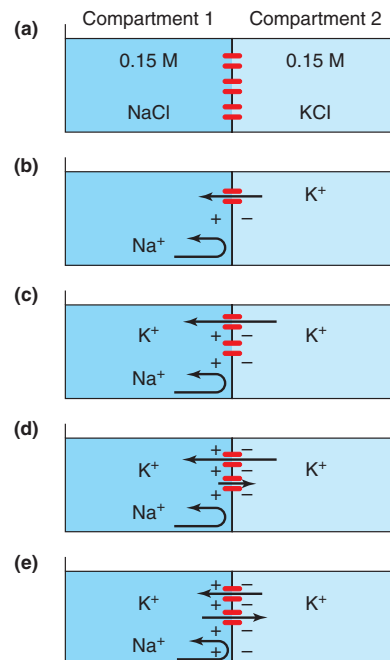 Compartment 1 Compartment 2
(a)
0.15 M 0.15 M
NaCl KCl
(b)
K+
+ −
Na+
(c)
K+ + − K+
+ −
Na+
(d)
+ −
K+ + − K+
+ −
Na+
(e)
+ −
K+ + − K+
+ −
Na+
+ −